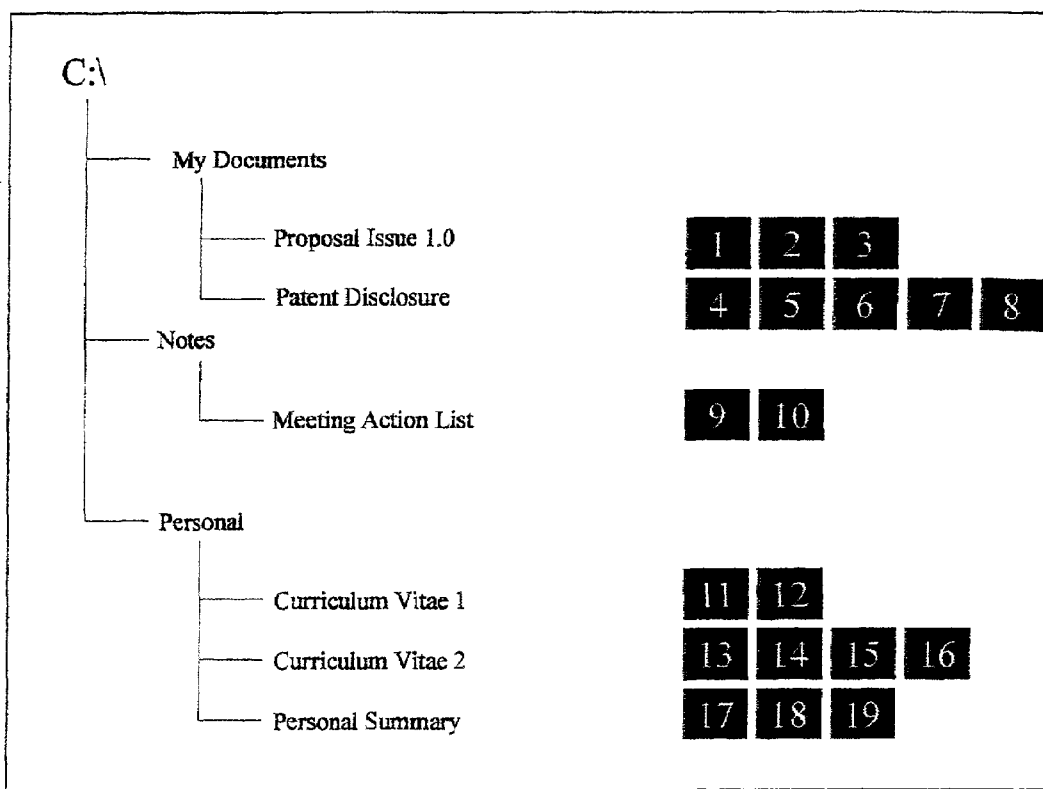 C:\
My Documents
Proposal Issue 1.0 1 2 3
Patent Disclosure 4 5 6 7 8
Notes
Meeting Action List 9 10
Personal
Curriculum Vitae 1 11 12
Curriculum Vitae 2 13 14 15 16
Personal Summary 17 18 19